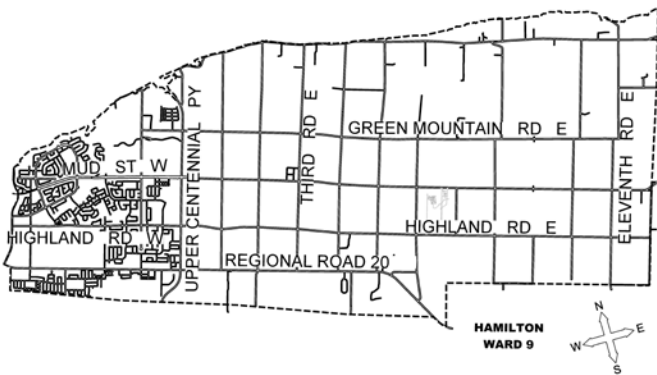 GREEN MOUNTAIN RD E
MUD ST W
UPPER CENTENNIAL PY
THIRD RD E
ELEVENTH RD E
HIGHLAND RD W
HIGHLAND RD E
REGIONAL ROAD 20
HAMILTON
WARD 9
N
W
E
S